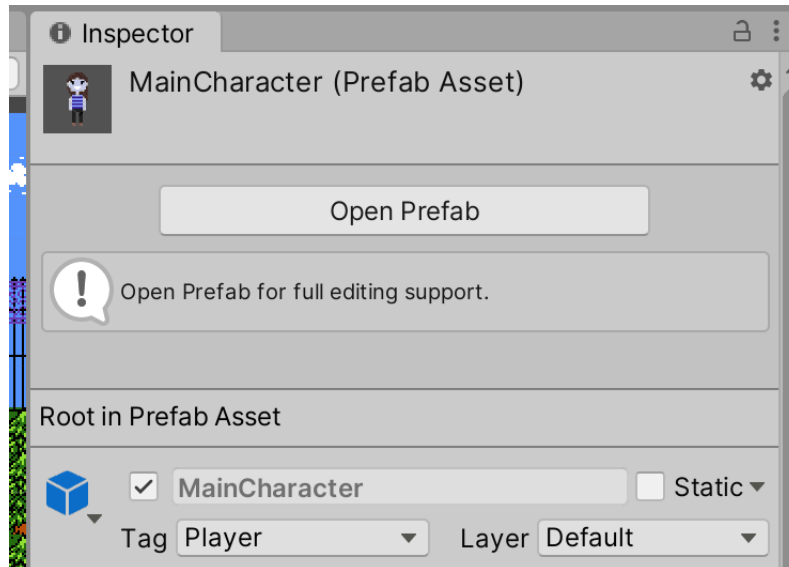 Inspector
MainCharacter (Prefab Asset)
Open Prefab
Open Prefab for full editing support.
Root in Prefab Asset
MainCharacter Static
Tag Player Layer Default